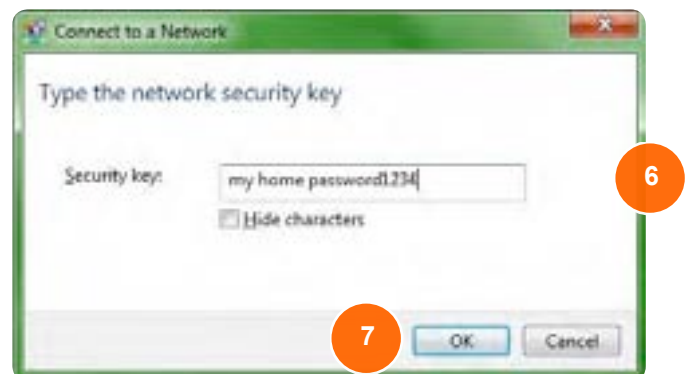 Connect to a Network
Type the network security key
Security key: my home password1234
Hide characters
6
7
OK Cancel